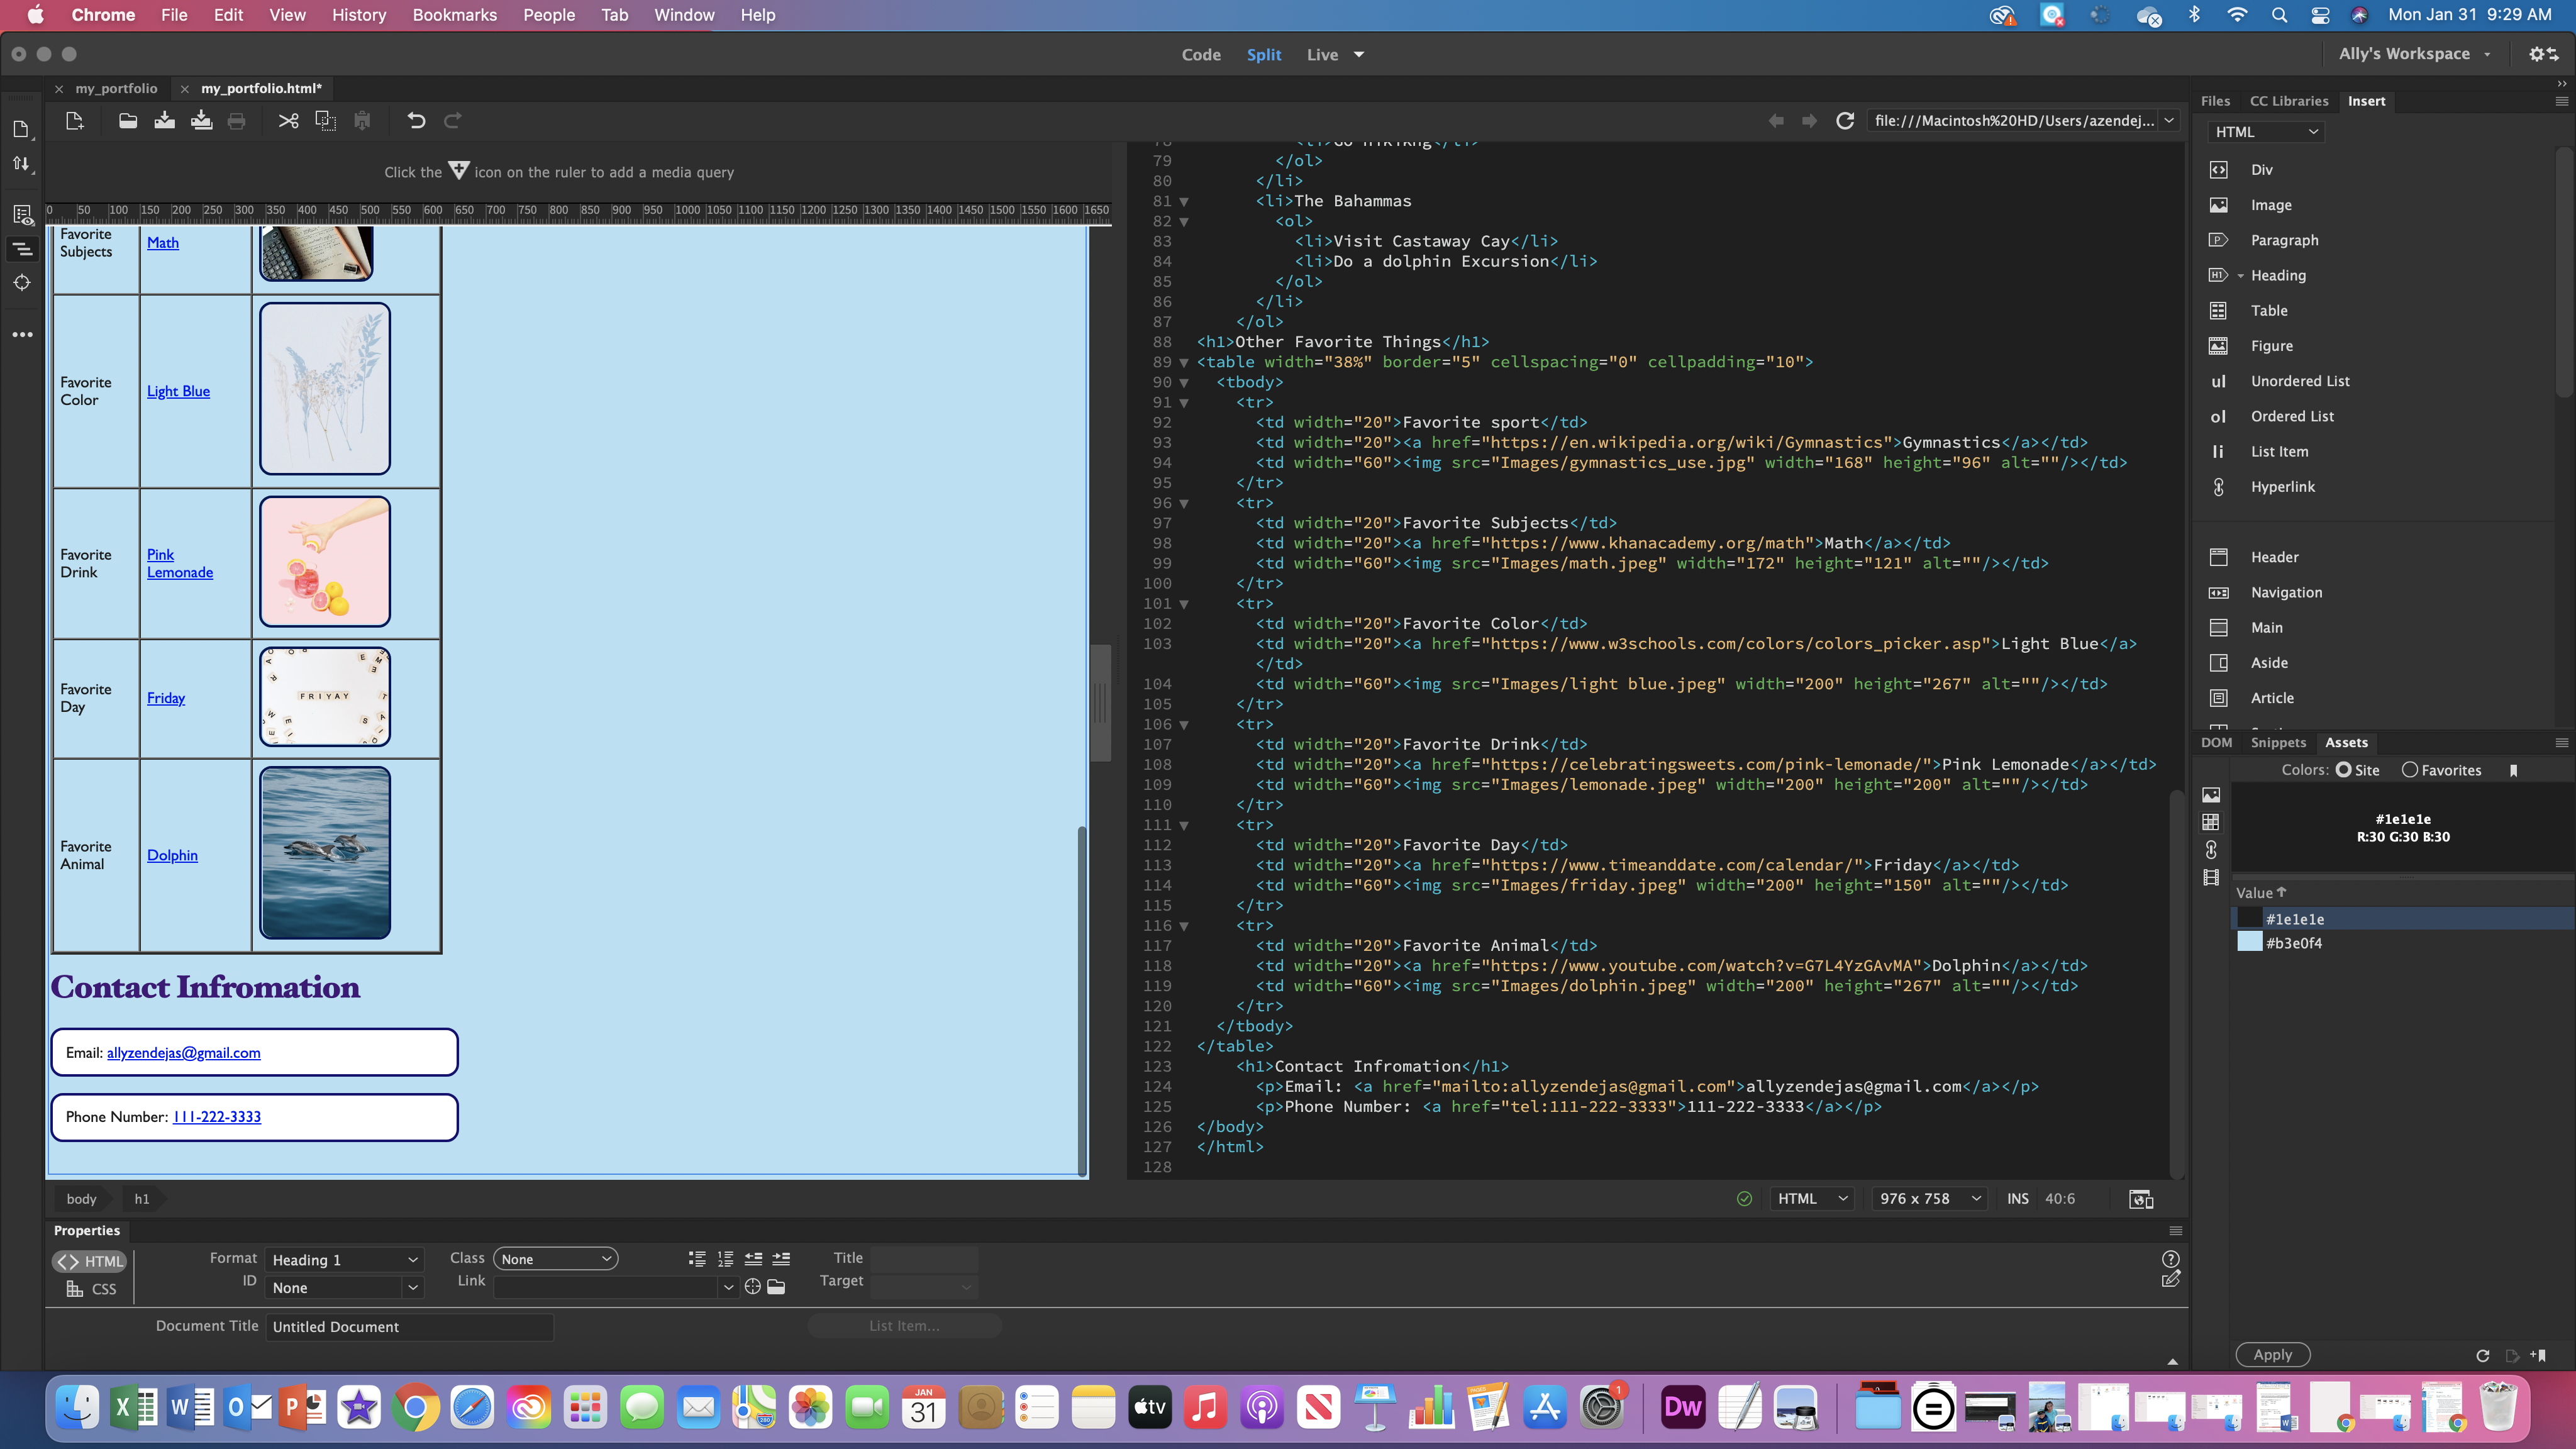 Chrome File Edit View History Bookmarks People Tab Window Help Mon Jan 31 9:29 AM
Code Split Live Ally's Workspace
my_portfolio my_portfolio.html*
file:///Macintosh%20HD/Users/azendej...
Click the icon on the ruler to add a media query
0 50 100 150 200 250 300 350 400 450 500 550 600 650 700 750 800 850 900 950 1000 1050 1100 1150 1200 1250 1300 1350 1400 1450 1500 1550 1600 1650
Favorite
Subjects
Math
Favorite
Color
Light Blue
Favorite
Drink
Pink
Lemonade
Favorite
Day
Friday
FRIYAY
Favorite
Animal
Dolphin
Contact Infromation
Email: allyzendejas@gmail.com
Phone Number: 111-222-3333
79 </ol>
80 </li>
81 <li>The Bahammas
82 <ol>
83 <li>Visit Castaway Cay</li>
84 <li>Do a dolphin Excursion</li>
85 </ol>
86 </li>
87 </ol>
88 <h1>Other Favorite Things</h1>
89 <table width="38%" border="5" cellspacing="0" cellpadding="10">
90 <tbody>
91 <tr>
92 <td width="20">Favorite sport</td>
93 <td width="20"><a href="https://en.wikipedia.org/wiki/Gymnastics">Gymnastics</a></td>
94 <td width="60"><img src="Images/gymnastics_use.jpg" width="168" height="96" alt=""/></td>
95 </tr>
96 <tr>
97 <td width="20">Favorite Subjects</td>
98 <td width="20"><a href="https://www.khanacademy.org/math">Math</a></td>
99 <td width="60"><img src="Images/math.jpeg" width="172" height="121" alt=""/></td>
100 </tr>
101 <tr>
102 <td width="20">Favorite Color</td>
103 <td width="20"><a href="https://www.w3schools.com/colors/colors_picker.asp">Light Blue</a>
</td>
104 <td width="60"><img src="Images/light blue.jpeg" width="200" height="267" alt=""/></td>
105 </tr>
106 <tr>
107 <td width="20">Favorite Drink</td>
108 <td width="20"><a href="https://celebratingsweets.com/pink-lemonade/">Pink Lemonade</a></td>
109 <td width="60"><img src="Images/lemonade.jpeg" width="200" height="200" alt=""/></td>
110 </tr>
111 <tr>
112 <td width="20">Favorite Day</td>
113 <td width="20"><a href="https://www.timeanddate.com/calendar/">Friday</a></td>
114 <td width="60"><img src="Images/friday.jpeg" width="200" height="150" alt=""/></td>
115 </tr>
116 <tr>
117 <td width="20">Favorite Animal</td>
118 <td width="20"><a href="https://www.youtube.com/watch?v=G7L4YzGAvMA">Dolphin</a></td>
119 <td width="60"><img src="Images/dolphin.jpeg" width="200" height="267" alt=""/></td>
120 </tr>
121 </tbody>
122 </table>
123 <h1>Contact Infromation</h1>
124 <p>Email: <a href="mailto:allyzendejas@gmail.com">allyzendejas@gmail.com</a></p>
125 <p>Phone Number: <a href="tel:111-222-3333">111-222-3333</a></p>
126 </body>
127 </html>
128
Files CC Libraries Insert
HTML
Div
Image
Paragraph
H1 Heading
Table
Figure
ul Unordered List
ol Ordered List
li List Item
Hyperlink
Header
Navigation
Main
Aside
Article
DOM Snippets Assets
Colors: Site Favorites
#1e1e1e
R:30 G:30 B:30
Value
#1e1e1e
#b3e0f4
Apply
body h1 HTML 976 x 758 INS 40:6
Properties
HTML Format Heading 1 Class None Title
CSS ID None Link Target
Document Title Untitled Document List Item...
JAN
31
tv
Dw
1